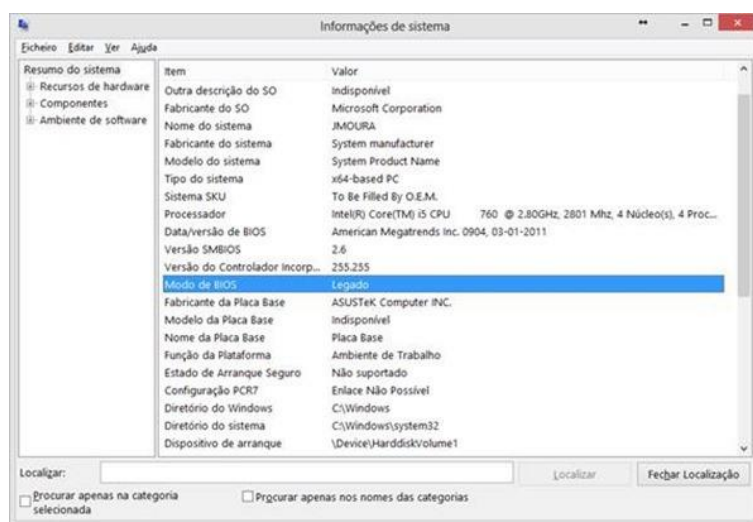 Informações de sistema
Ficheiro Editar Ver Ajuda
Resumo do sistema
Recursos de hardware
Componentes
Ambiente de software
Item Valor
Outra descrição do SO Indisponível
Fabricante do SO Microsoft Corporation
Nome do sistema JMOURA
Fabricante do sistema System manufacturer
Modelo do sistema System Product Name
Tipo do sistema x64-based PC
Sistema SKU To Be Filled By O.E.M.
Processador Intel(R) Core(TM) i5 CPU 760 @ 2.80GHz, 2801 Mhz, 4 Núcleo(s), 4 Proc...
Data/versão de BIOS American Megatrends Inc. 0904, 03-01-2011
Versão SMBIOS 2.6
Versão do Controlador Incorp... 255.255
Modo de BIOS Legado
Fabricante da Placa Base ASUSTeK Computer INC.
Modelo da Placa Base Indisponível
Nome da Placa Base Placa Base
Função da Plataforma Ambiente de Trabalho
Estado de Arranque Seguro Não suportado
Configuração PCR7 Enlace Não Possível
Diretório do Windows C:\Windows
Diretório do sistema C:\Windows\system32
Dispositivo de arranque \Device\HarddiskVolume1
Localizar: Localizar Fechar Localização
Procurar apenas na categoria selecionada Procurar apenas nos nomes das categorias